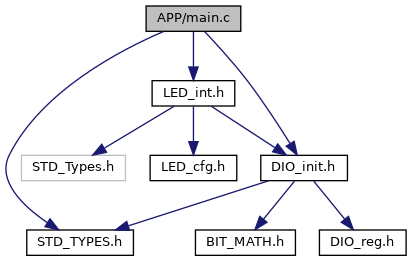 APP/main.c
LED_int.h
STD_Types.h
LED_cfg.h
DIO_init.h
STD_TYPES.h
BIT_MATH.h
DIO_reg.h